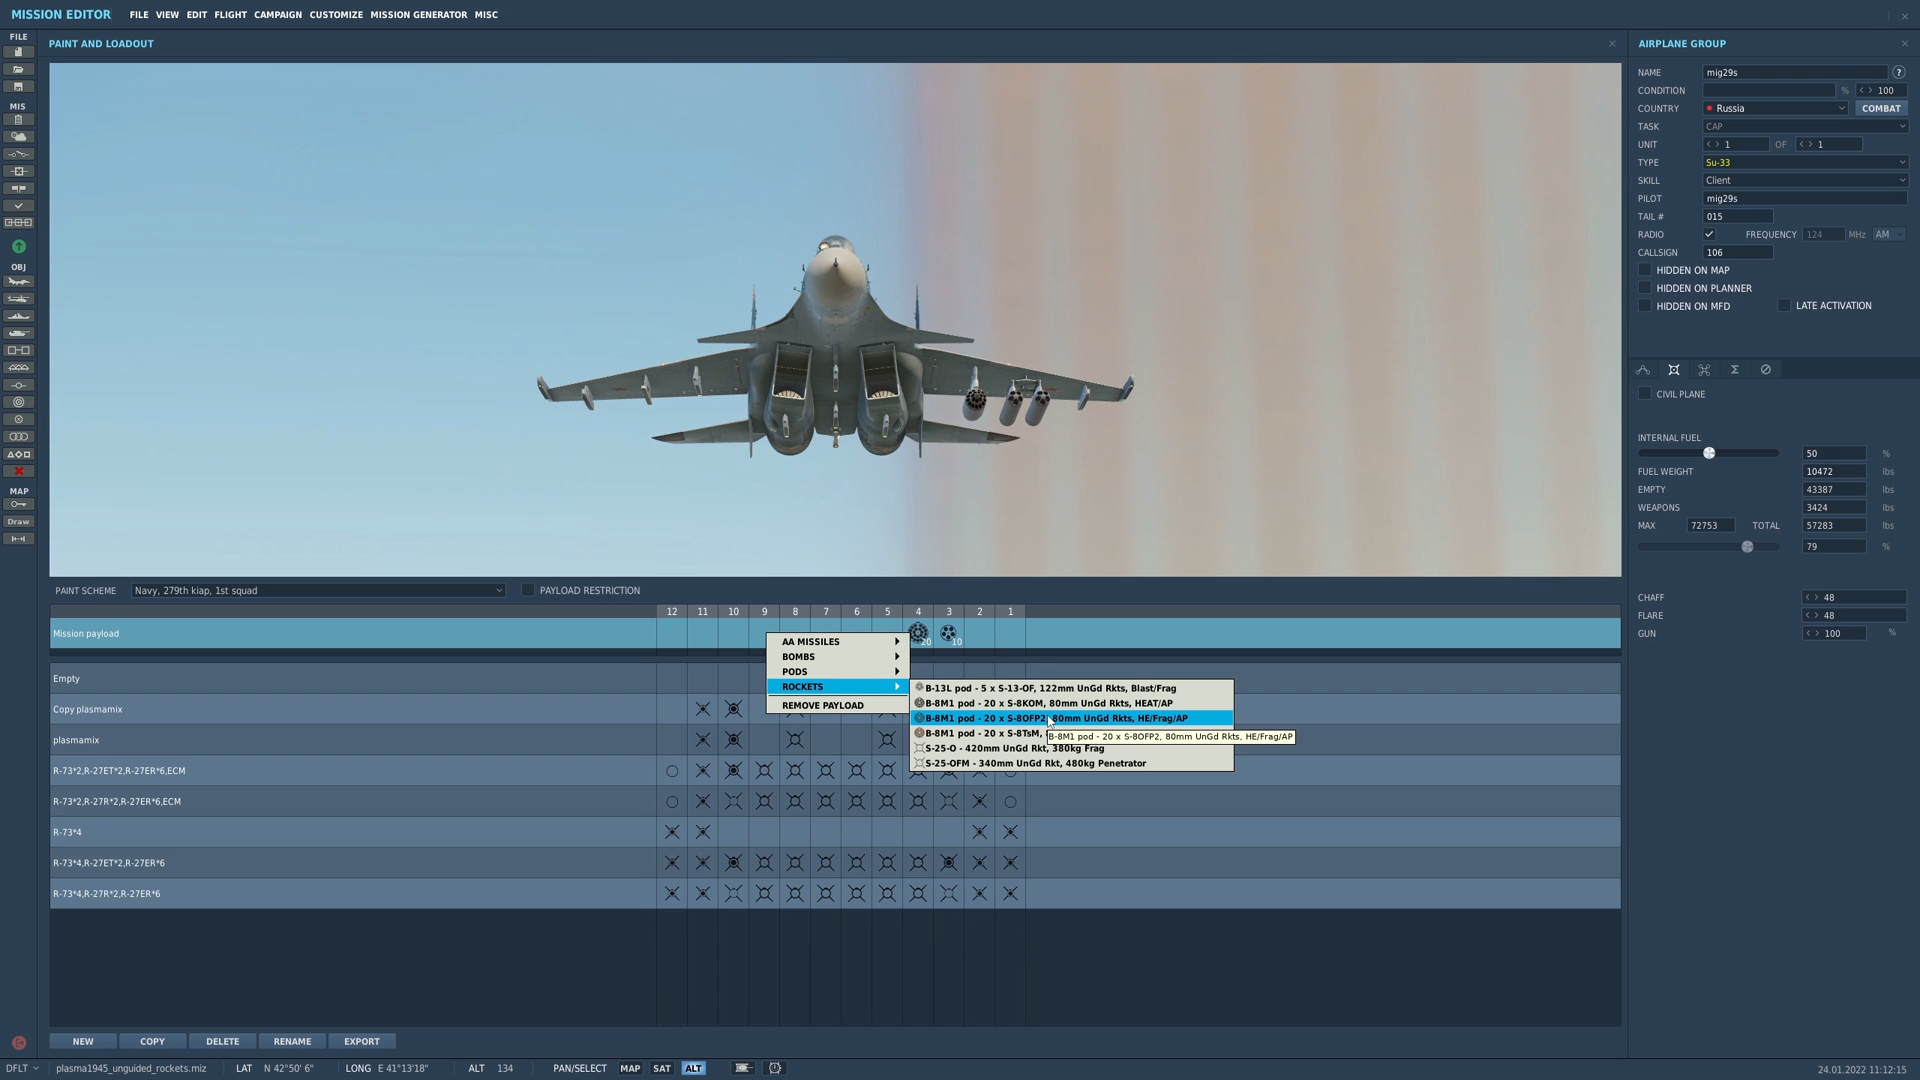 MISSION EDITOR FILE VIEW EDIT FLIGHT CAMPAIGN CUSTOMIZE MISSION GENERATOR MISC
FILE
PAINT AND LOADOUT
AIRPLANE GROUP
NAME mig29s ?
CONDITION % < > 100
COUNTRY Russia COMBAT
TASK CAP
UNIT < > 1 OF < > 1
TYPE Su-33
SKILL Client
PILOT mig29s
TAIL # 015
RADIO FREQUENCY 124 MHz AM
CALLSIGN 106
HIDDEN ON MAP
HIDDEN ON PLANNER
HIDDEN ON MFD LATE ACTIVATION
CIVIL PLANE
INTERNAL FUEL
50 %
FUEL WEIGHT 10472 lbs
EMPTY 43387 lbs
WEAPONS 3424 lbs
MAX 72753 TOTAL 57283 lbs
79 %
CHAFF < > 48
FLARE < > 48
GUN < > 100 %
MIS
OBJ
MAP
Draw
PAINT SCHEME Navy, 279th kiap, 1st squad PAYLOAD RESTRICTION
12 11 10 9 8 7 6 5 4 3 2 1
Mission payload 20 10
Empty
Copy plasmamix
plasmamix
R-73*2,R-27ET*2,R-27ER*6,ECM
R-73*2,R-27R*2,R-27ER*6,ECM
R-73*4
R-73*4,R-27ET*2,R-27ER*6
R-73*4,R-27R*2,R-27ER*6
AA MISSILES
BOMBS
PODS
ROCKETS
REMOVE PAYLOAD
B-13L pod - 5 x S-13-OF, 122mm UnGd Rkts, Blast/Frag
B-8M1 pod - 20 x S-8KOM, 80mm UnGd Rkts, HEAT/AP
B-8M1 pod - 20 x S-8OFP2, 80mm UnGd Rkts, HE/Frag/AP
B-8M1 pod - 20 x S-8TsM,
B-8M1 pod - 20 x S-8OFP2, 80mm UnGd Rkts, HE/Frag/AP
S-25-O - 420mm UnGd Rkt, 380kg Frag
S-25-OFM - 340mm UnGd Rkt, 480kg Penetrator
NEW COPY DELETE RENAME EXPORT
DFLT plasma1945_unguided_rockets.miz LAT N 42°50' 6" LONG E 41°13'18" ALT 134 PAN/SELECT MAP SAT ALT 24.01.2022 11:12:15